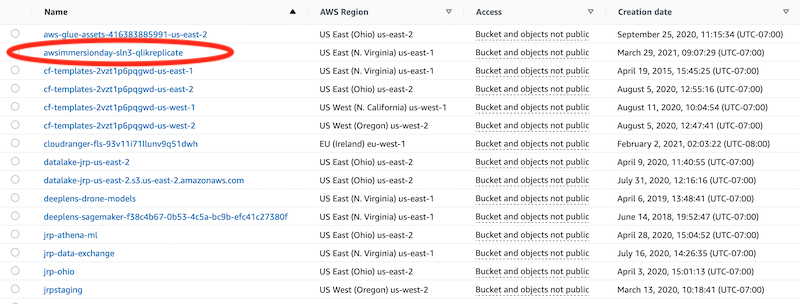 Name AWS Region Access Creation date
aws-glue-assets-416383885991-us-east-2 US East (Ohio) us-east-2 Bucket and objects not public September 25, 2020, 11:15:34 (UTC-07:00)
awsimmersionday-sln3-qlikreplicate US East (N. Virginia) us-east-1 Bucket and objects not public March 29, 2021, 09:07:29 (UTC-07:00)
cf-templates-2vzt1p6pqgwd-us-east-1 US East (N. Virginia) us-east-1 Bucket and objects not public April 19, 2015, 15:45:25 (UTC-07:00)
cf-templates-2vzt1p6pqgwd-us-east-2 US East (Ohio) us-east-2 Bucket and objects not public August 5, 2020, 12:55:16 (UTC-07:00)
cf-templates-2vzt1p6pqgwd-us-west-1 US West (N. California) us-west-1 Bucket and objects not public August 11, 2020, 10:04:54 (UTC-07:00)
cf-templates-2vzt1p6pqgwd-us-west-2 US West (Oregon) us-west-2 Bucket and objects not public August 5, 2020, 12:47:41 (UTC-07:00)
cloudranger-fls-93v11i71llunv9q51dwh EU (Ireland) eu-west-1 Bucket and objects not public February 2, 2021, 02:03:22 (UTC-08:00)
datalake-jrp-us-east-2 US East (Ohio) us-east-2 Bucket and objects not public April 9, 2020, 11:40:55 (UTC-07:00)
datalake-jrp-us-east-2.s3.us-east-2.amazonaws.com US East (Ohio) us-east-2 Bucket and objects not public July 31, 2020, 12:16:16 (UTC-07:00)
deeplens-drone-models US East (N. Virginia) us-east-1 Bucket and objects not public April 6, 2019, 13:48:41 (UTC-07:00)
deeplens-sagemaker-f38c4b67-0b53-4c5a-bc9b-efc41c27380f US East (N. Virginia) us-east-1 Bucket and objects not public June 14, 2018, 19:52:47 (UTC-07:00)
jrp-athena-ml US East (Ohio) us-east-2 Bucket and objects not public April 28, 2020, 15:04:52 (UTC-07:00)
jrp-data-exchange US East (N. Virginia) us-east-1 Bucket and objects not public July 16, 2020, 14:26:35 (UTC-07:00)
jrp-ohio US East (Ohio) us-east-2 Bucket and objects not public April 3, 2020, 15:01:13 (UTC-07:00)
jrpstaging US West (Oregon) us-west-2 Bucket and objects not public March 13, 2020, 10:18:41 (UTC-07:00)